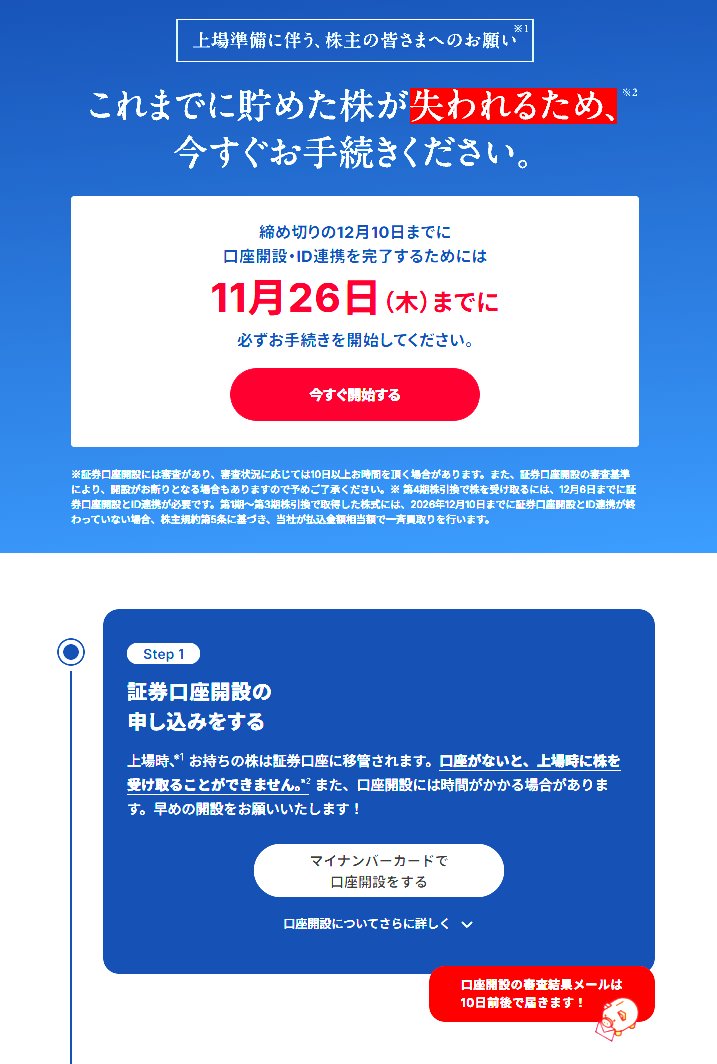 上場準備に伴う、株主の皆さまへのお願い※1
これまでに貯めた株が失われるため、※2
今すぐお手続きください。
締め切りの12月10日までに
口座開設・ID連携を完了するためには
11月26日(木)までに
必ずお手続きを開始してください。
今すぐ開始する
※証券口座開設には審査があり、審査状況に応じては10日以上お時間を頂く場合があります。また、証券口座開設の審査基準
により、開設がお断りとなる場合もありますので予めご了承ください。※ 第4期株引換で株を受け取るには、12月6日までに証
券口座開設とID連携が必要です。第1期〜第3期株引換で取得した株式には、2026年12月10日までに証券口座開設とID連携が終
わっていない場合、株主規約第5条に基づき、当社が払込金額相当額で一斉買取りを行います。
Step 1
証券口座開設の
申し込みをする
上場時、※1 お持ちの株は証券口座に移管されます。口座がないと、上場時に株を
受け取ることができません。※2 また、口座開設には時間がかかる場合がありま
す。早めの開設をお願いいたします！
マイナンバーカードで
口座開設をする
口座開設についてさらに詳しく
口座開設の審査結果メールは
10日前後で届きます！